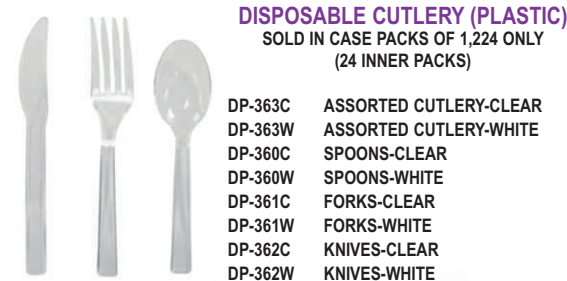 DISPOSABLE CUTLERY (PLASTIC)
SOLD IN CASE PACKS OF 1,224 ONLY
(24 INNER PACKS)
DP-363C ASSORTED CUTLERY-CLEAR
DP-363W ASSORTED CUTLERY-WHITE
DP-360C SPOONS-CLEAR
DP-360W SPOONS-WHITE
DP-361C FORKS-CLEAR
DP-361W FORKS-WHITE
DP-362C KNIVES-CLEAR
DP-362W KNIVES-WHITE